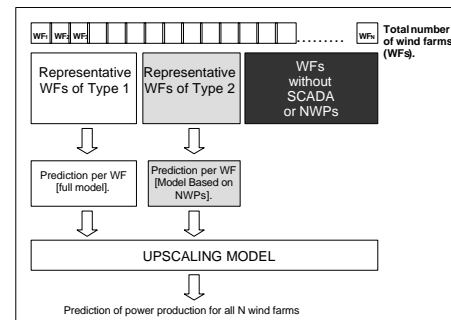 WF1 WF2 WF3 ......... WFN
Total number
of wind farms
(WFs).
Representative
WFs of Type 1
Representative
WFs of Type 2
WFs
without
SCADA
or NWPs
Prediction per WF
[full model].
Prediction per WF
[Model Based on
NWPs].
UPSCALING MODEL
Prediction of power production for all N wind farms